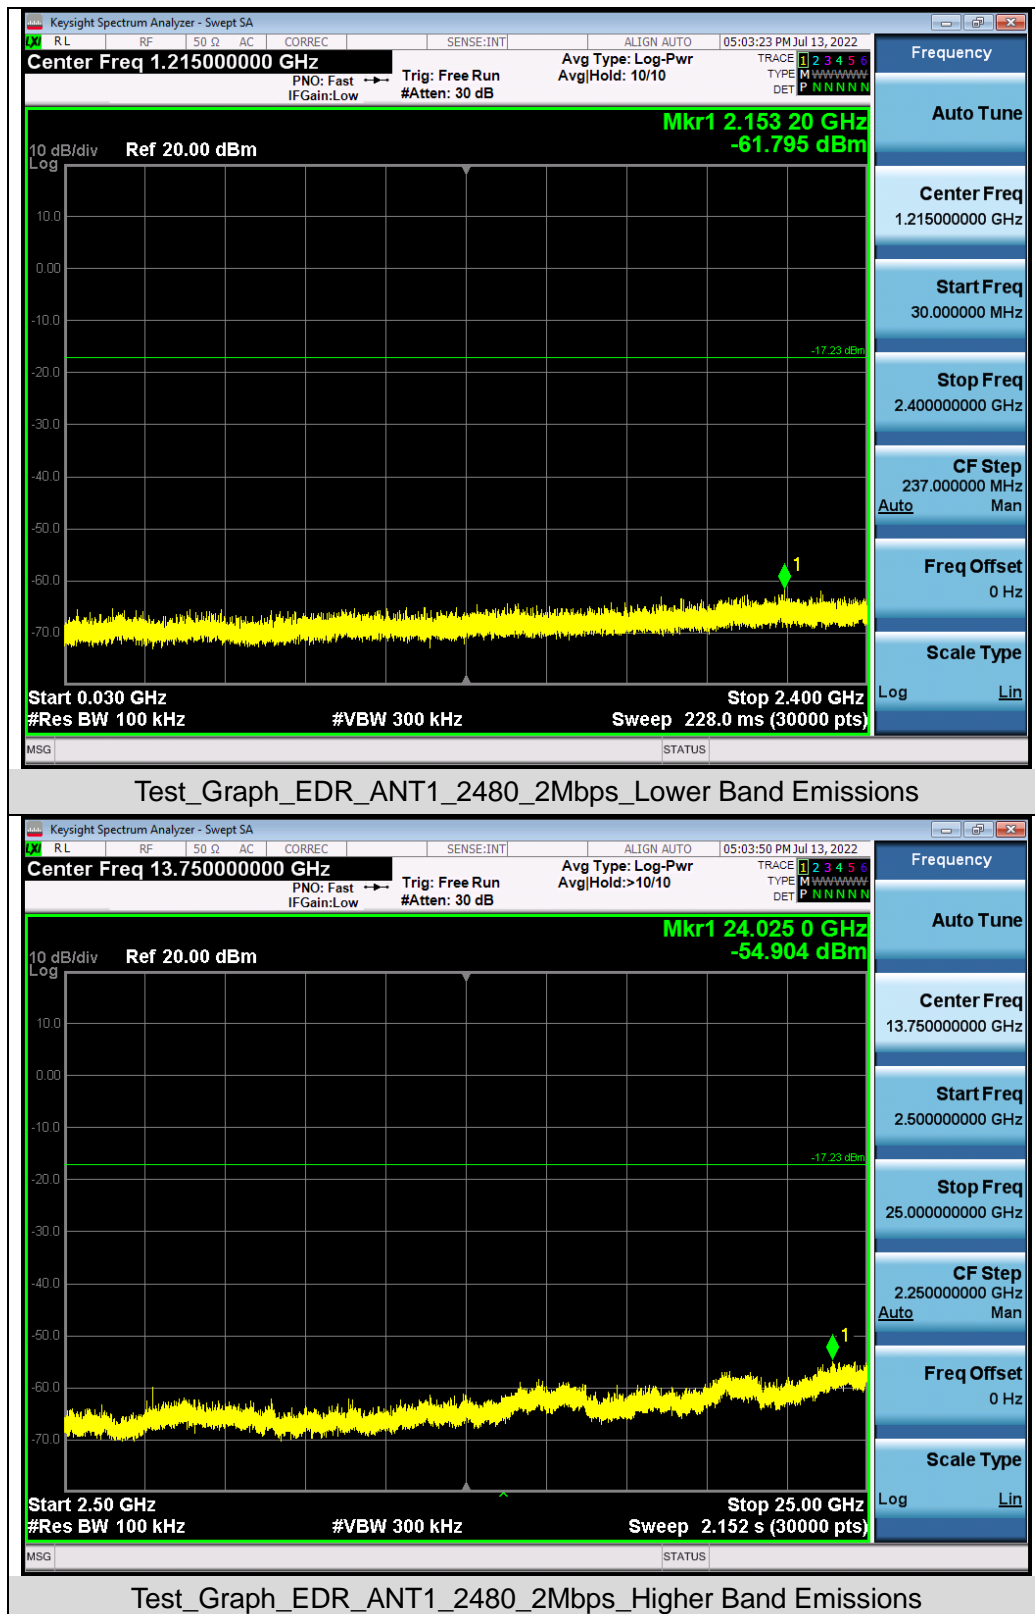 Keysight Spectrum Analyzer - Swept SA
LXI RL RF 50 Ω AC CORREC SENSE:INT ALIGN AUTO 05:03:23 PM Jul 13, 2022
Center Freq 1.215000000 GHz
PNO: Fast
IFGain:Low
Trig: Free Run
#Atten: 30 dB
Avg Type: Log-Pwr
Avg|Hold: 10/10
TRACE 1 2 3 4 5 6
TYPE M WWWWW
DET P N N N N N
Mkr1 2.153 20 GHz
-61.795 dBm
10 dB/div
Log
Ref 20.00 dBm
10.0
0.00
-10.0
-17.23 dBm
-20.0
-30.0
-40.0
-50.0
1
-60.0
-70.0
Start 0.030 GHz
Stop 2.400 GHz
#Res BW 100 kHz
#VBW 300 kHz
Sweep 228.0 ms (30000 pts)
MSG
STATUS
Frequency
Auto Tune
Center Freq
1.215000000 GHz
Start Freq
30.000000 MHz
Stop Freq
2.400000000 GHz
CF Step
237.000000 MHz
Auto Man
Freq Offset
0 Hz
Scale Type
Log Lin
Test_Graph_EDR_ANT1_2480_2Mbps_Lower Band Emissions
Keysight Spectrum Analyzer - Swept SA
LXI RL RF 50 Ω AC CORREC SENSE:INT ALIGN AUTO 05:03:50 PM Jul 13, 2022
Center Freq 13.750000000 GHz
PNO: Fast
IFGain:Low
Trig: Free Run
#Atten: 30 dB
Avg Type: Log-Pwr
Avg|Hold:>10/10
TRACE 1 2 3 4 5 6
TYPE M WWWWW
DET P N N N N N
Mkr1 24.025 0 GHz
-54.904 dBm
10 dB/div
Log
Ref 20.00 dBm
10.0
0.00
-10.0
-17.23 dBm
-20.0
-30.0
-40.0
-50.0
1
-60.0
-70.0
Start 2.50 GHz
Stop 25.00 GHz
#Res BW 100 kHz
#VBW 300 kHz
Sweep 2.152 s (30000 pts)
MSG
STATUS
Frequency
Auto Tune
Center Freq
13.750000000 GHz
Start Freq
2.500000000 GHz
Stop Freq
25.000000000 GHz
CF Step
2.250000000 GHz
Auto Man
Freq Offset
0 Hz
Scale Type
Log Lin
Test_Graph_EDR_ANT1_2480_2Mbps_Higher Band Emissions